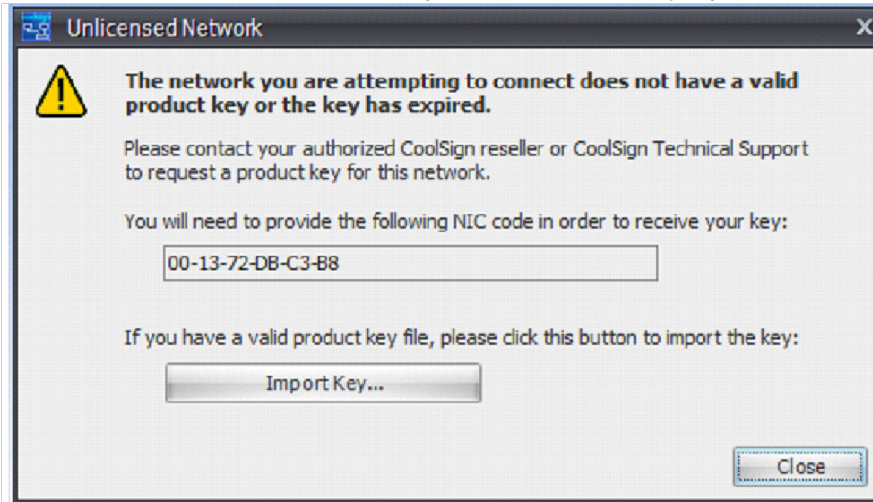 Unlicensed Network
The network you are attempting to connect does not have a valid
product key or the key has expired.
Please contact your authorized CoolSign reseller or CoolSign Technical Support
to request a product key for this network.
You will need to provide the following NIC code in order to receive your key:
00-13-72-DB-C3-B8
If you have a valid product key file, please click this button to import the key:
Import Key...
Close